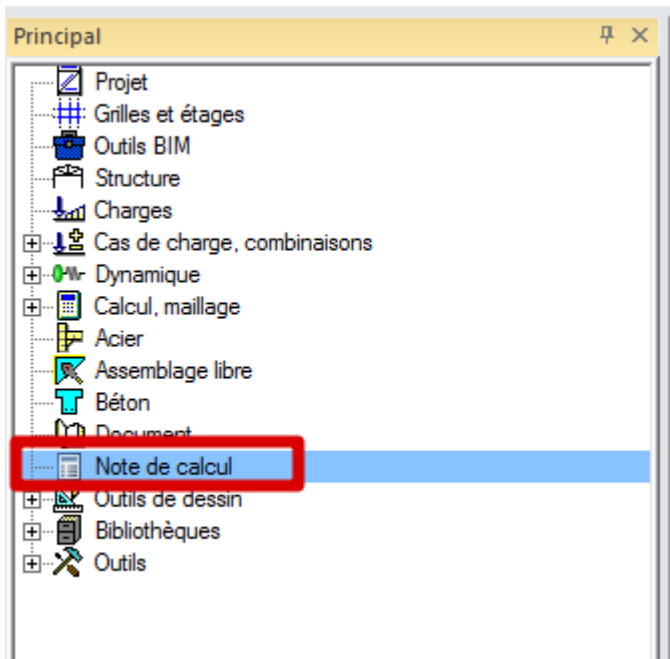 Principal
Projet
Grilles et étages
Outils BIM
Structure
Charges
Cas de charge, combinaisons
Dynamique
Calcul, maillage
Acier
Assemblage libre
Béton
Document
Note de calcul
Outils de dessin
Bibliothèques
Outils